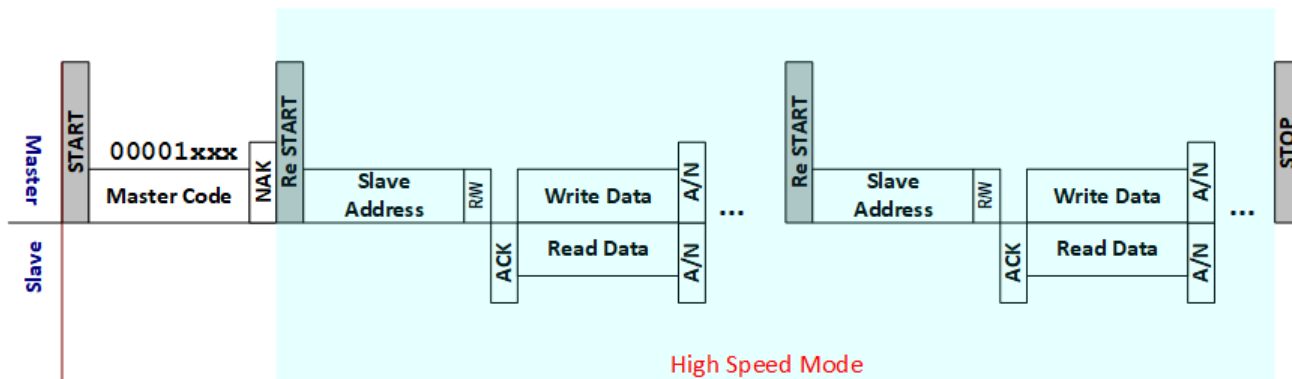 Master
Slave
START
00001xxx
Master Code
NAK
Re START
Slave
Address
R/W
ACK
Write Data
Read Data
A/N
A/N
...
Re START
Slave
Address
R/W
ACK
Write Data
Read Data
A/N
A/N
...
STOP
High Speed Mode